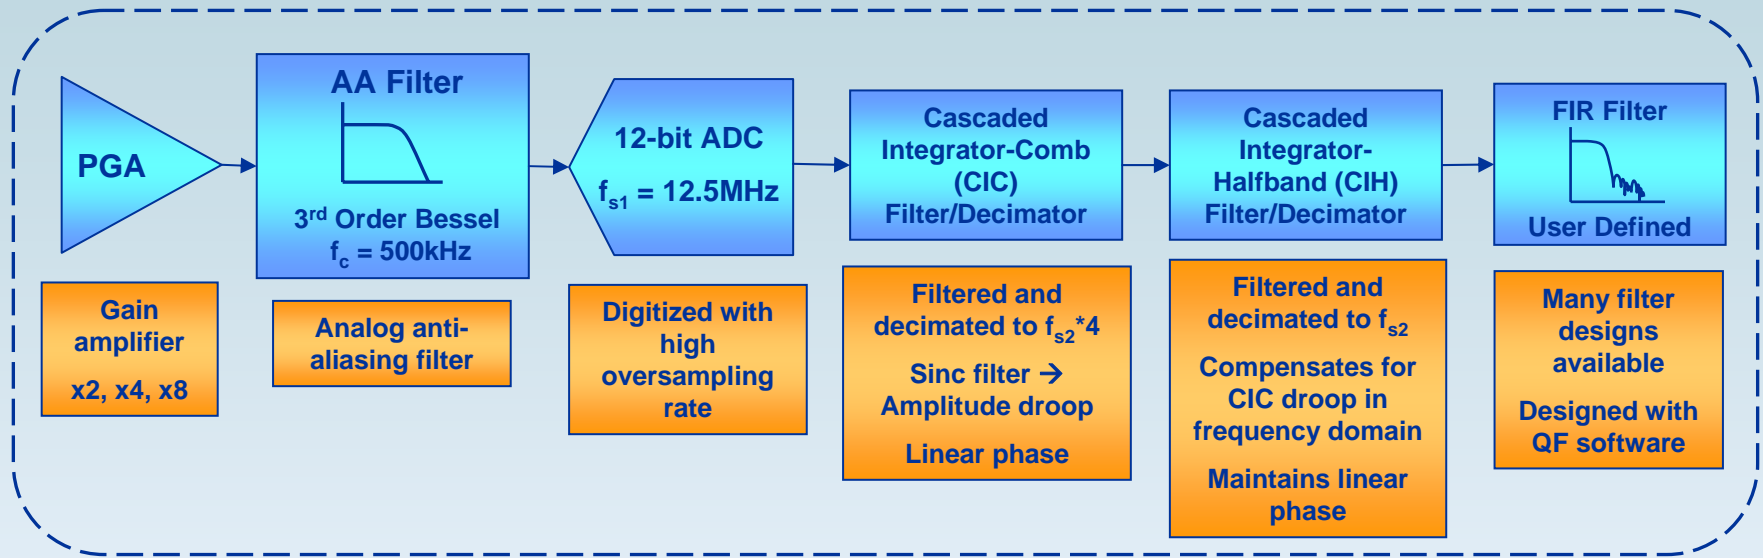 PGA
AA Filter
3rd Order Bessel
fc = 500kHz
12-bit ADC
fs1 = 12.5MHz
Cascaded
Integrator-Comb
(CIC)
Filter/Decimator
Cascaded
Integrator-
Halfband (CIH)
Filter/Decimator
FIR Filter
User Defined
Gain
amplifier
x2, x4, x8
Analog anti-
aliasing filter
Digitized with
high
oversampling
rate
Filtered and
decimated to fs2*4
Sinc filter →
Amplitude droop
Linear phase
Filtered and
decimated to fs2
Compensates for
CIC droop in
frequency domain
Maintains linear
phase
Many filter
designs
available
Designed with
QF software